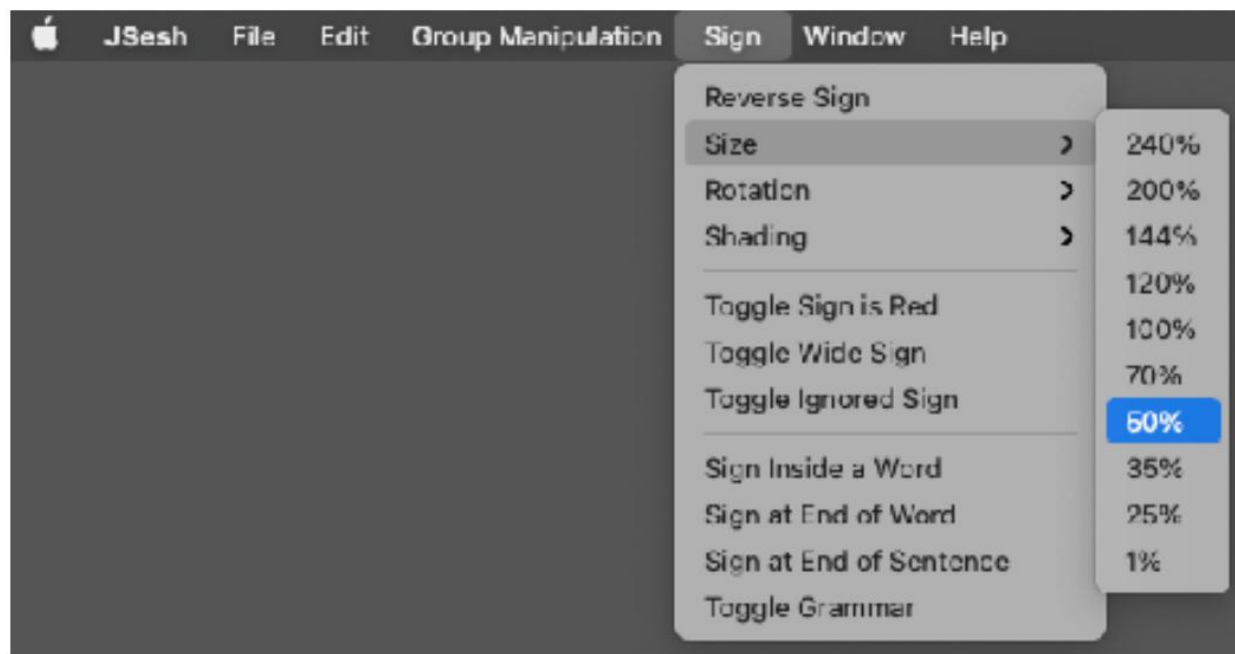 JSesh File Edit Group Manipulation Sign Window Help
Reverse Sign
Size
Rotation
Shading
Toggle Sign is Red
Toggle Wide Sign
Toggle Ignored Sign
Sign Inside a Word
Sign at End of Word
Sign at End of Sentence
Toggle Grammar
240%
200%
144%
120%
100%
70%
50%
35%
25%
1%